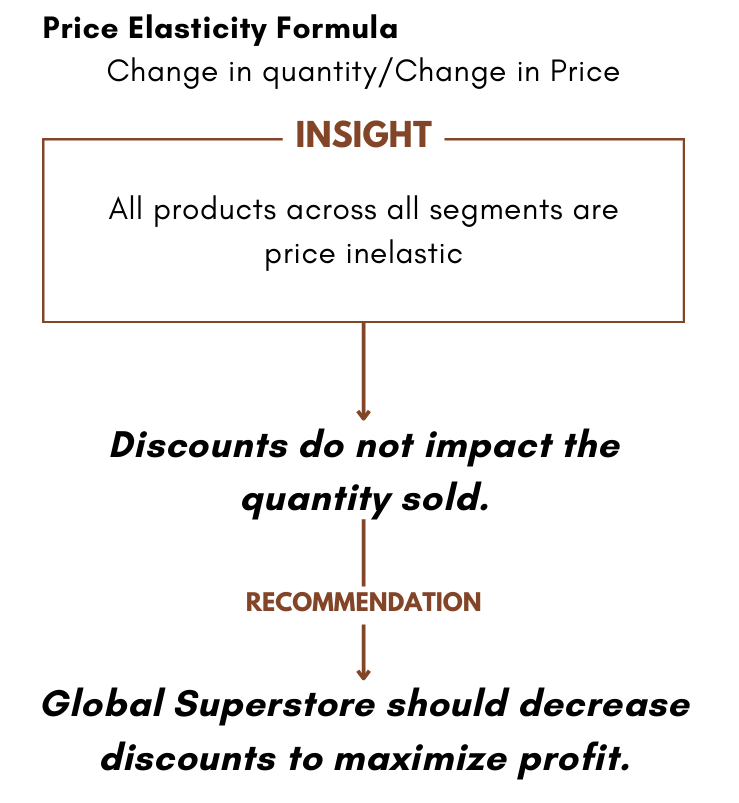 Price Elasticity Formula
Change in quantity/Change in Price
INSIGHT
All products across all segments are
price inelastic
Discounts do not impact the
quantity sold.
RECOMMENDATION
Global Superstore should decrease
discounts to maximize profit.